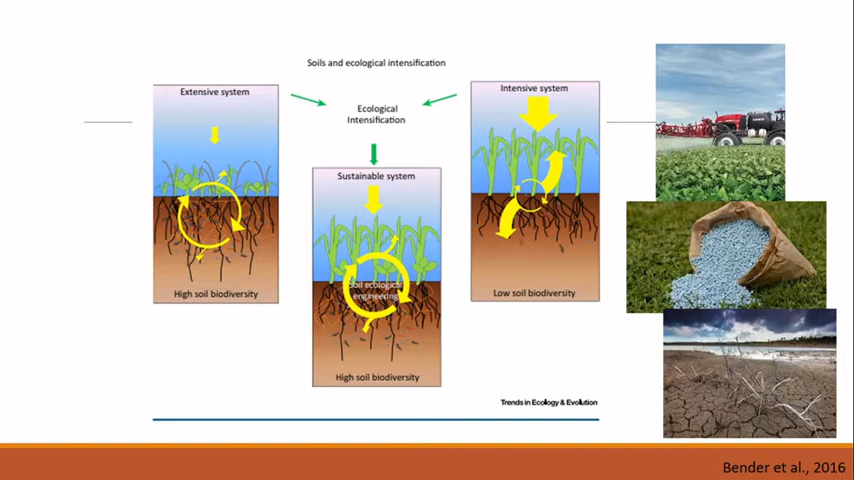 Soils and ecological intensification
Extensive system
Ecological
Intensification
Intensive system
Sustainable system
Soil ecological
engineering
High soil biodiversity
Low soil biodiversity
High soil biodiversity
Trends in Ecology & Evolution
Bender et al., 2016